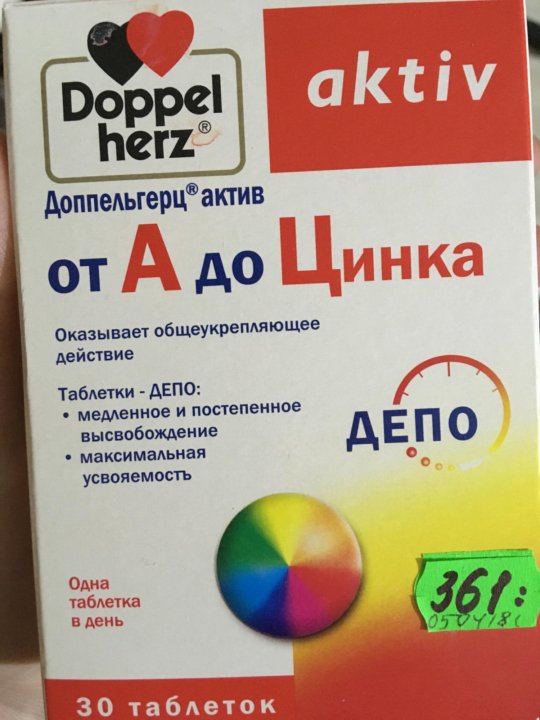 Doppel
herz®
aktiv
Доппельгерц® актив
от А до Цинка
Оказывает общеукрепляющее
действие
Таблетки - ДЕПО:
• медленное и постепенное
высвобождение
• максимальная
усвояемость
ДЕПО
Одна
таблетка
в день
361:
30 таблеток